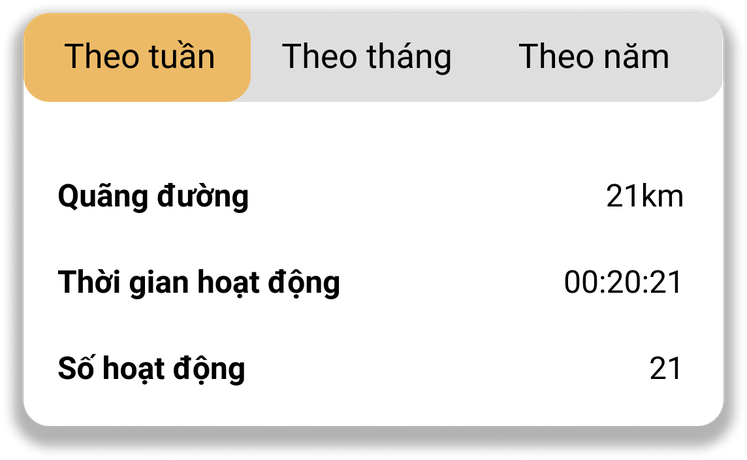 Theo tuần Theo tháng Theo năm
Quãng đường 21km
Thời gian hoạt động 00:20:21
Số hoạt động 21